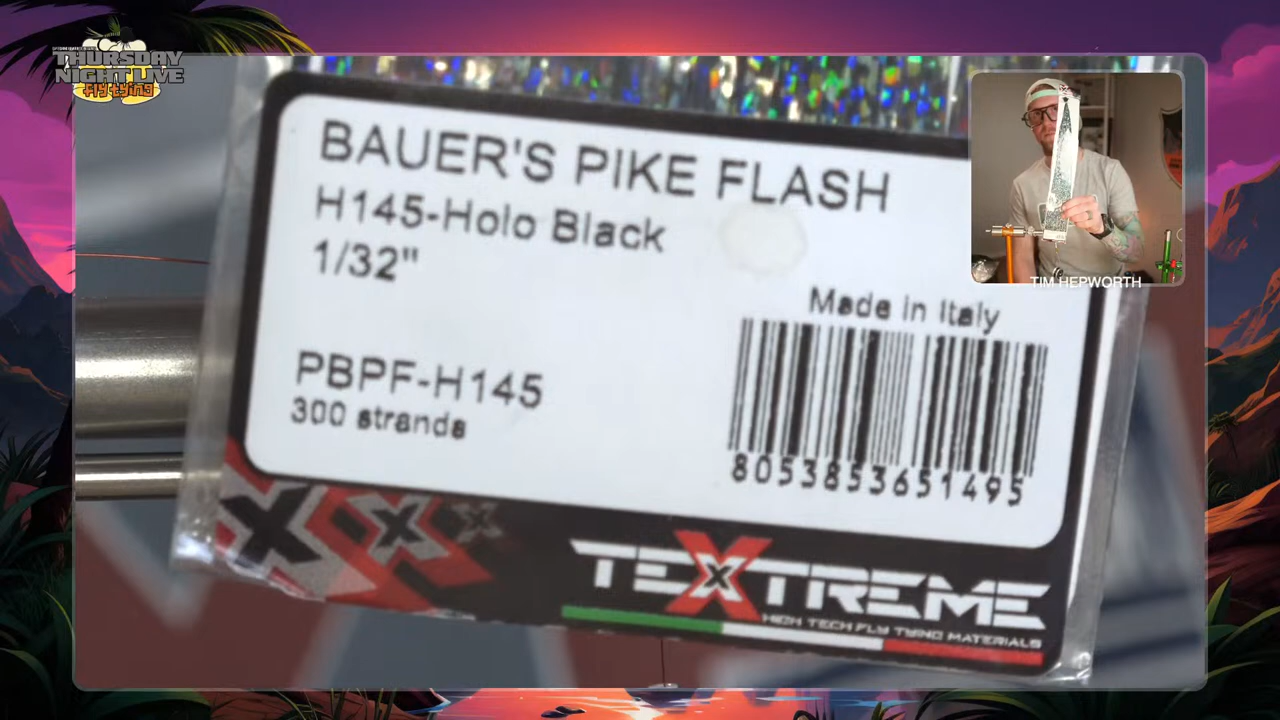 THURSDAY
NIGHT LIVE
fly tying
BAUER'S PIKE FLASH
H145-Holo Black
1/32"
PBPF-H145
300 strands
Made in Italy
8053853651495
TEXTREME
HIGH TECH FLY TYING MATERIALS
TIM HEPWORTH